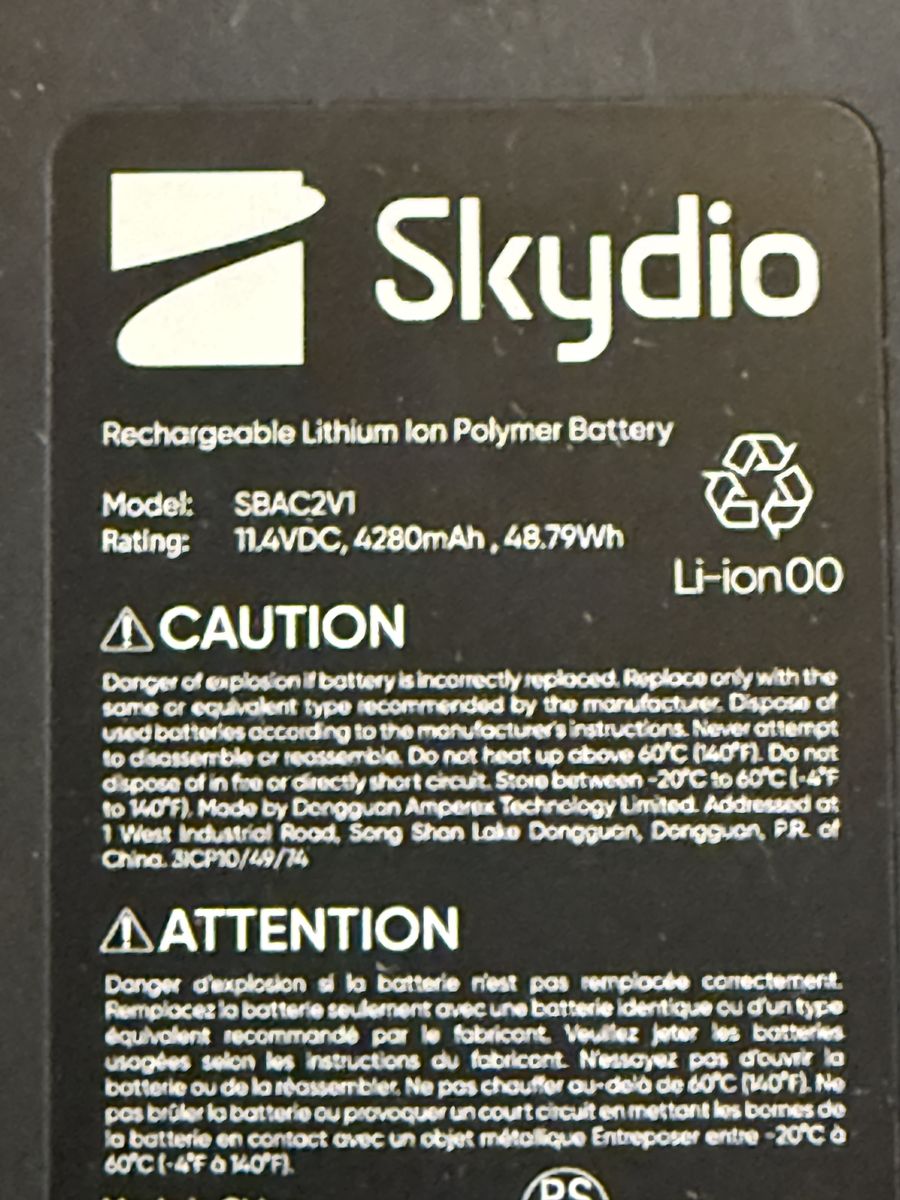 Skydio
Rechargeable Lithium Ion Polymer Battery
Model: SBAC2V1
Rating: 11.4VDC, 4280mAh , 48.79Wh
Li-ion00
CAUTION
Danger of explosion if battery is incorrectly replaced. Replace only with the
same or equivalent type recommended by the manufacturer. Dispose of
used batteries according to the manufacturer's instructions. Never attempt
to disassemble or reassemble. Do not heat up above 60°C (140°F). Do not
dispose of in fire or directly short circuit. Store between -20°C to 60°C (-4°F
to 140°F). Made by Dongguan Amperex Technology Limited. Addressed at
1 West Industrial Road, Song Shan Lake Dongguan, Dongguan, P.R. of
China. 3ICP10/49/74
ATTENTION
Danger d'explosion si la batterie n'est pas remplacée correctement.
Remplacez la batterie seulement avec une batterie identique ou d'un type
équivalent recommandé par le fabricant. Veuillez jeter les batteries
usagées selon les instructions du fabricant. N'essayez pas d'ouvrir la
batterie ou de la réassembler. Ne pas chauffer au-delà de 60°C (140°F). Ne
pas brûler la batterie ou provoquer un court circuit en mettant les bornes de
la batterie en contact avec un objet métallique Entreposer entre -20°C à
60°C (-4°F à 140°F).
PS